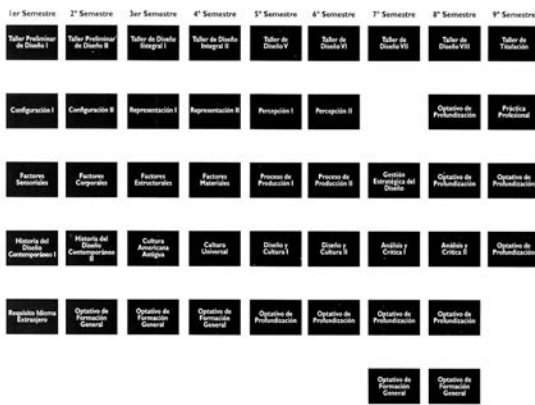 1er Semestre
2° Semestre
3er Semestre
4° Semestre
5° Semestre
6° Semestre
7° Semestre
8° Semestre
9° Semestre
Taller Preliminar
de Diseño I
Taller Preliminar
de Diseño II
Taller de Diseño
Integral I
Taller de Diseño
Integral II
Taller de
Diseño V
Taller de
Diseño VI
Taller de
Diseño VII
Taller de
Diseño VIII
Taller de
Titulación
Configuración I
Configuración II
Representación I
Representación II
Percepción I
Percepción II
Optativo de
Profundización
Práctica
Profesional
Factores
Sensoriales
Factores
Corporales
Factores
Estructurales
Factores
Materiales
Proceso de
Producción I
Proceso de
Producción II
Gestión
Estratégica del
Diseño
Optativo de
Profundización
Optativo de
Profundización
Historia del
Diseño
Contemporáneo I
Historia del
Diseño
Contemporáneo
II
Cultura
Americana
Antigua
Cultura
Universal
Diseño y
Cultura I
Diseño y
Cultura II
Análisis y
Crítica I
Análisis y
Crítica II
Optativo de
Profundización
Requisito Idioma
Extranjero
Optativo de
Formación
General
Optativo de
Formación
General
Optativo de
Formación
General
Optativo de
Profundización
Optativo de
Profundización
Optativo de
Profundización
Optativo de
Profundización
Optativo de
Formación
General
Optativo de
Formación
General